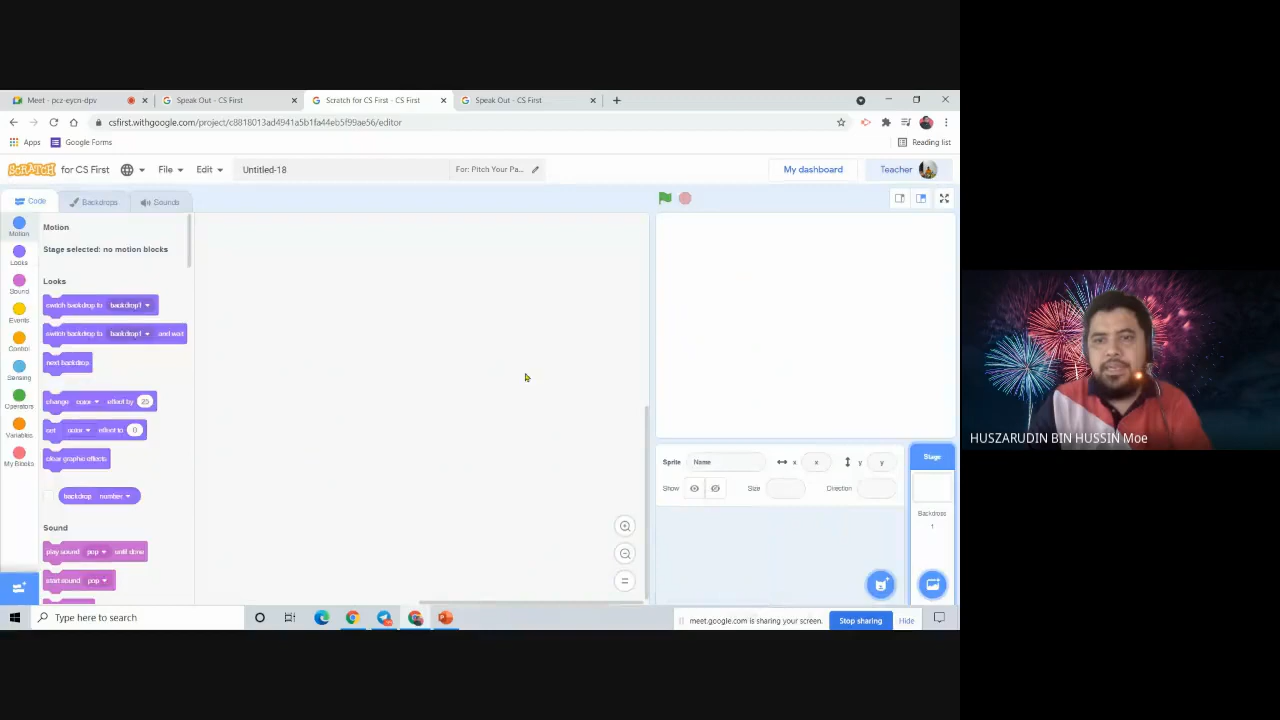 Meet - pcz-eycn-dpv
Speak Out - CS First
Scratch for CS First - CS First
Speak Out - CS First
csfirst.withgoogle.com/project/c8818013ad4941a5b1fa44eb5f99ae56/editor
Apps
Google Forms
Reading list
SCRATCH
for CS First
File
Edit
Untitled-18
For: Pitch Your Pa...
My dashboard
Teacher
Code
Backdrops
Sounds
Motion
Looks
Sound
Events
Control
Sensing
Operators
Variables
My Blocks
Motion
Stage selected: no motion blocks
Looks
switch backdrop to backdrop1
switch backdrop to backdrop1 and wait
next backdrop
change color effect by 25
set color effect to 0
clear graphic effects
backdrop number
Sound
play sound pop until done
start sound pop
Sprite Name x x y y
Show Size Direction
Stage
Backdrops
1
HUSZARUDIN BIN HUSSIN Moe
Type here to search
meet.google.com is sharing your screen.
Stop sharing
Hide